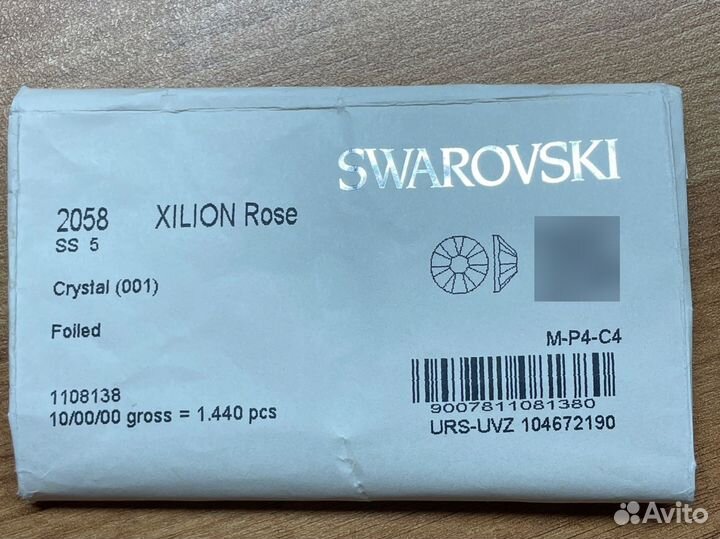 SWAROVSKI
2058 XILION Rose
SS 5
Crystal (001)
Foiled
M-P4-C4
1108138
10/00/00 gross = 1.440 pcs
9007811081380
URS-UVZ 104672190
Avito